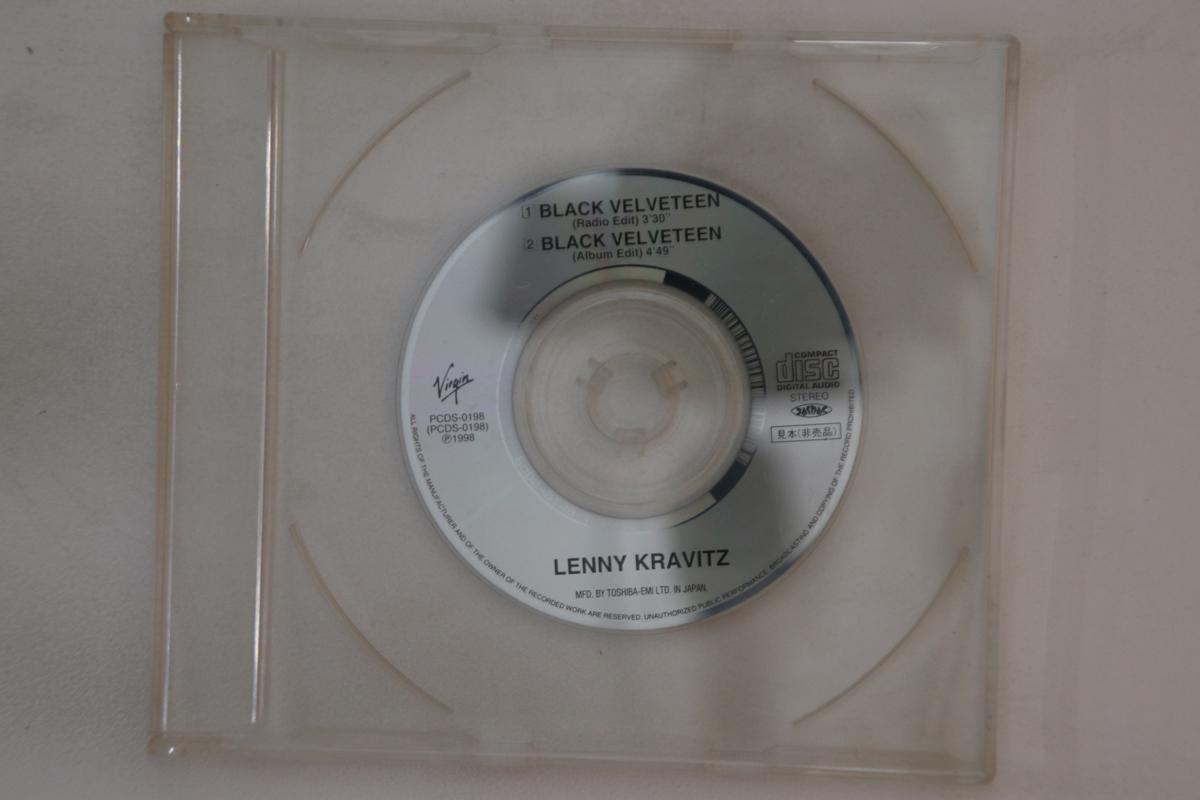 1 BLACK VELVETEEN
(Radio Edit) 3'30"
2 BLACK VELVETEEN
(Album Edit) 4'49"
Virgin
PCDS-0198
(PCDS-0198)
Ⓟ1998
COMPACT
disc
DIGITAL AUDIO
STEREO
見本(非売品)
LENNY KRAVITZ
MFD. BY TOSHIBA-EMI LTD. IN JAPAN.
ALL RIGHTS OF THE MANUFACTURER AND OF THE OWNER OF THE RECORDED WORK ARE RESERVED. UNAUTHORIZED PUBLIC PERFORMANCE. BROADCASTING AND COPYING OF THE RECORD PROHIBITED